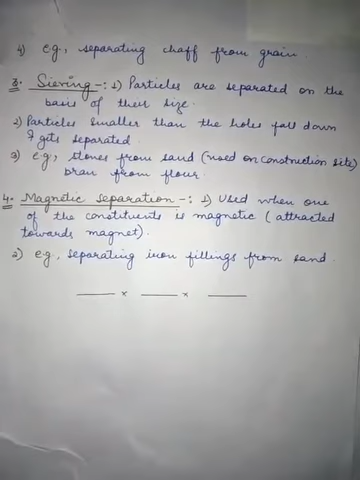 4) eg., separating chaff from grain.
3. Sieving -: 1) Particles are separated on the
basis of their size.
2) Particles smaller than the holes fall down
& gets separated.
3) eg., stones from sand (used on construction site)
bran from flour.
4. Magnetic separation -: 1) Used when one
of the constituents is magnetic (attracted
towards magnet).
2) eg., separating iron fillings from sand.
—— x —— x ——